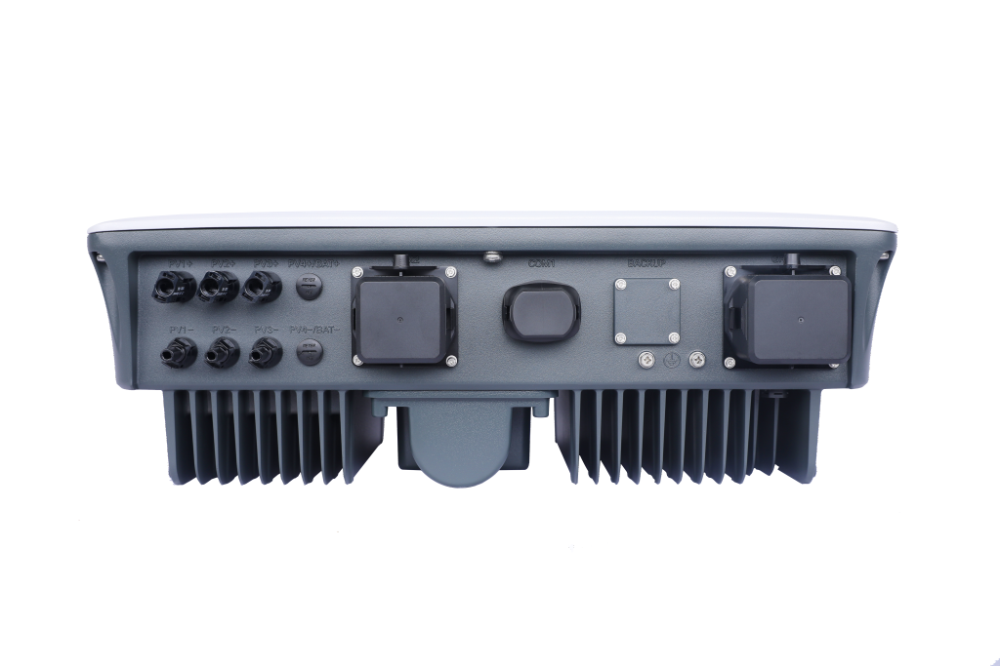 PV1+ PV2+ PV3+ PV4+/BAT+ COM1 BACKUP
PV1− PV2− PV3− PV4−/BAT−